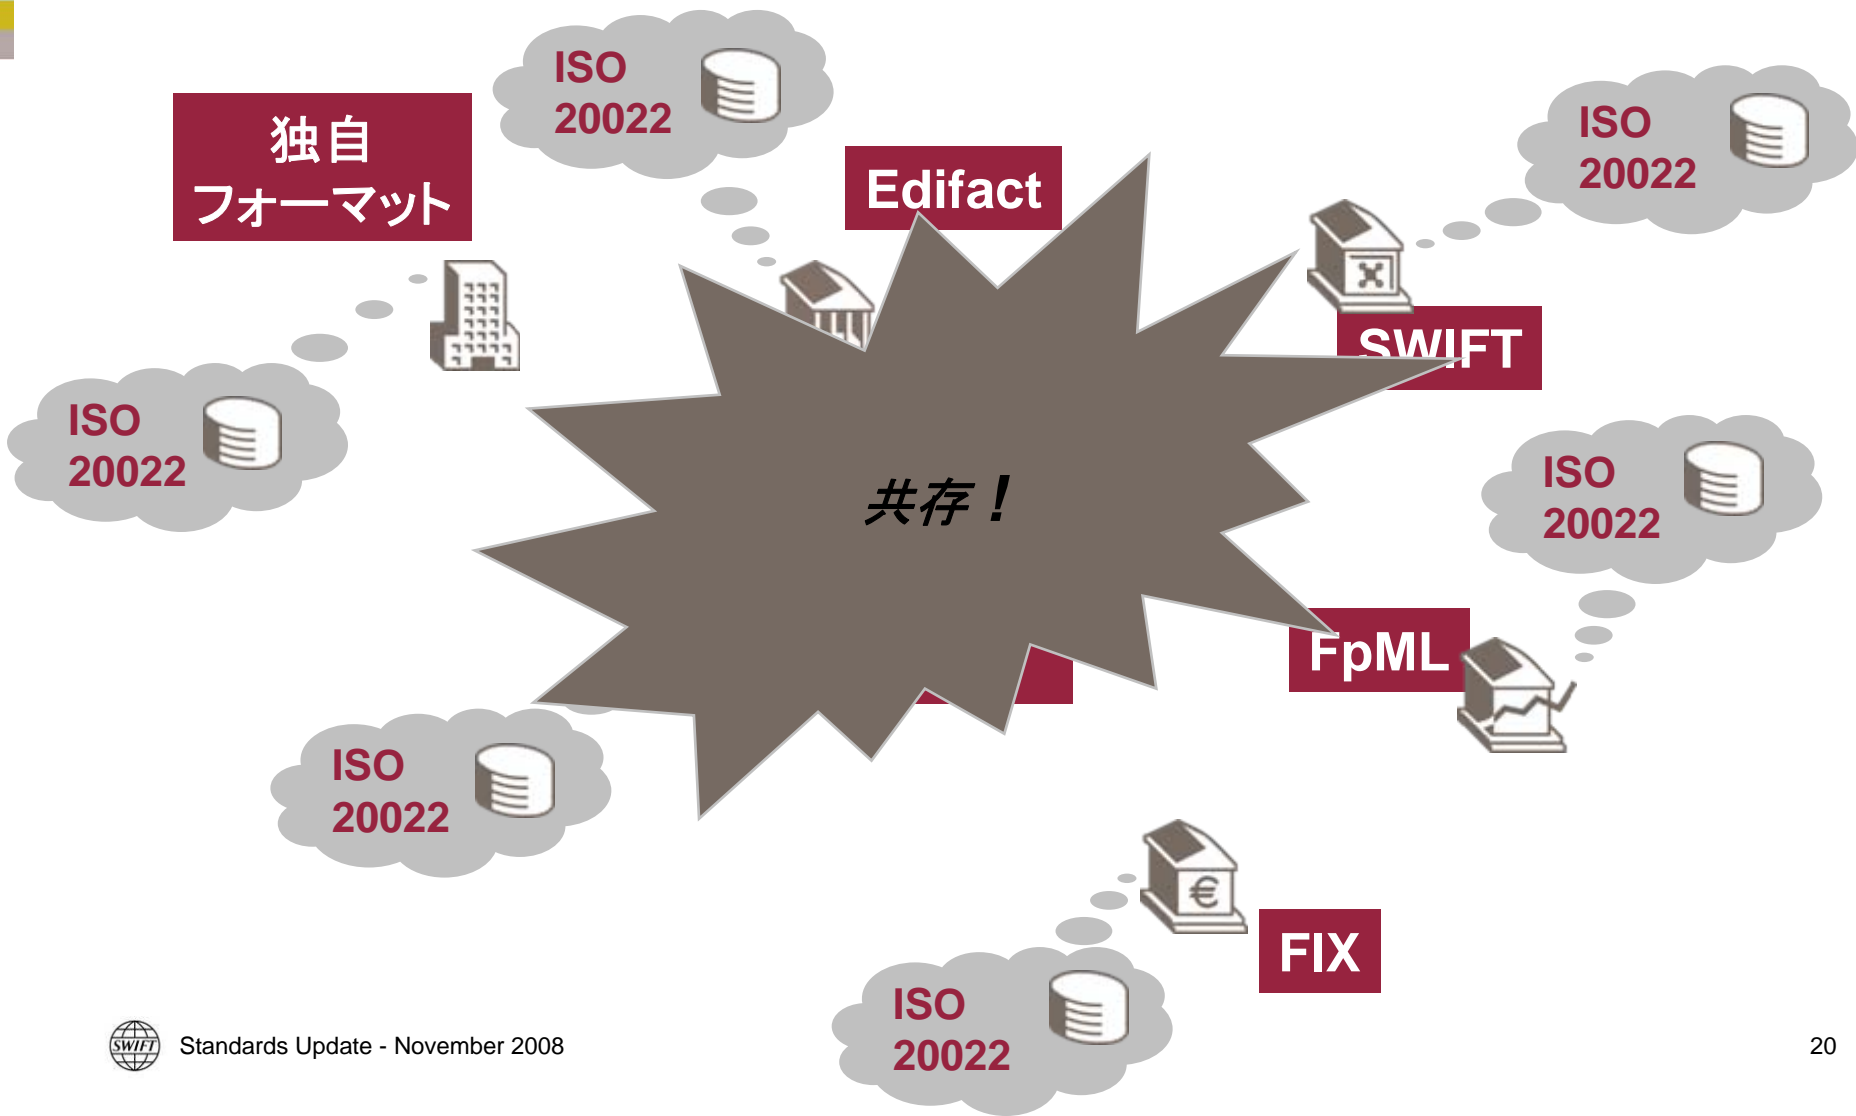 ISO
20022
独自
フォーマット
Edifact
ISO
20022
SWIFT
ISO
20022
ISO
20022
共存！
FpML
ISO
20022
FIX
ISO
20022
SWIFT
Standards Update - November 2008
20